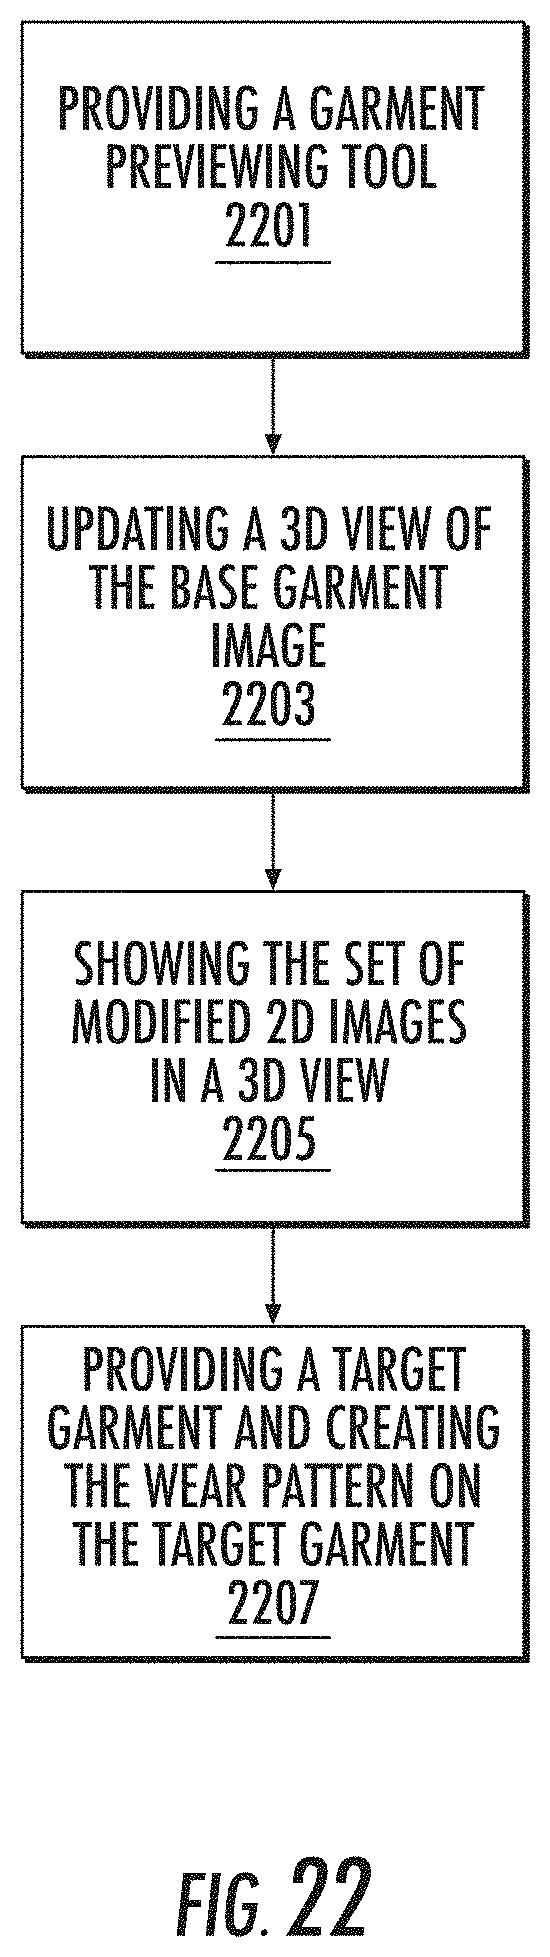 PROVIDING A GARMENT
PREVIEWING TOOL
2201
UPDATING A 3D VIEW OF
THE BASE GARMENT
IMAGE
2203
SHOWING THE SET OF
MODIFIED 2D IMAGES
IN A 3D VIEW
2205
PROVIDING A TARGET
GARMENT AND CREATING
THE WEAR PATTERN ON
THE TARGET GARMENT
2207
FIG. 22